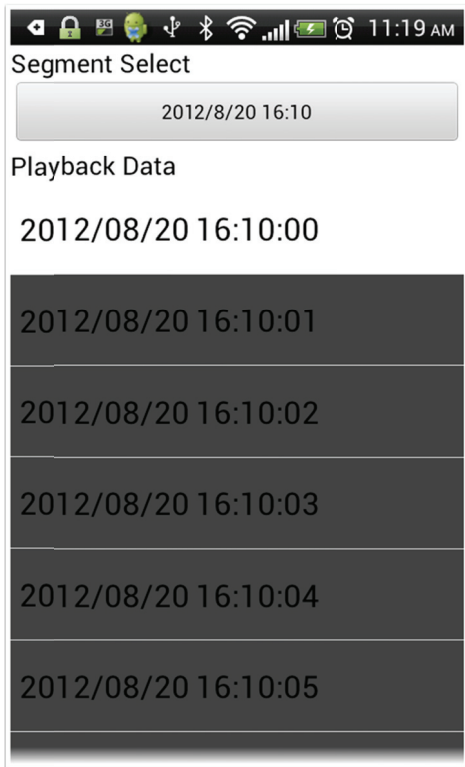 3G
11:19 AM
Segment Select
2012/8/20 16:10
Playback Data
2012/08/20 16:10:00
2012/08/20 16:10:01
2012/08/20 16:10:02
2012/08/20 16:10:03
2012/08/20 16:10:04
2012/08/20 16:10:05